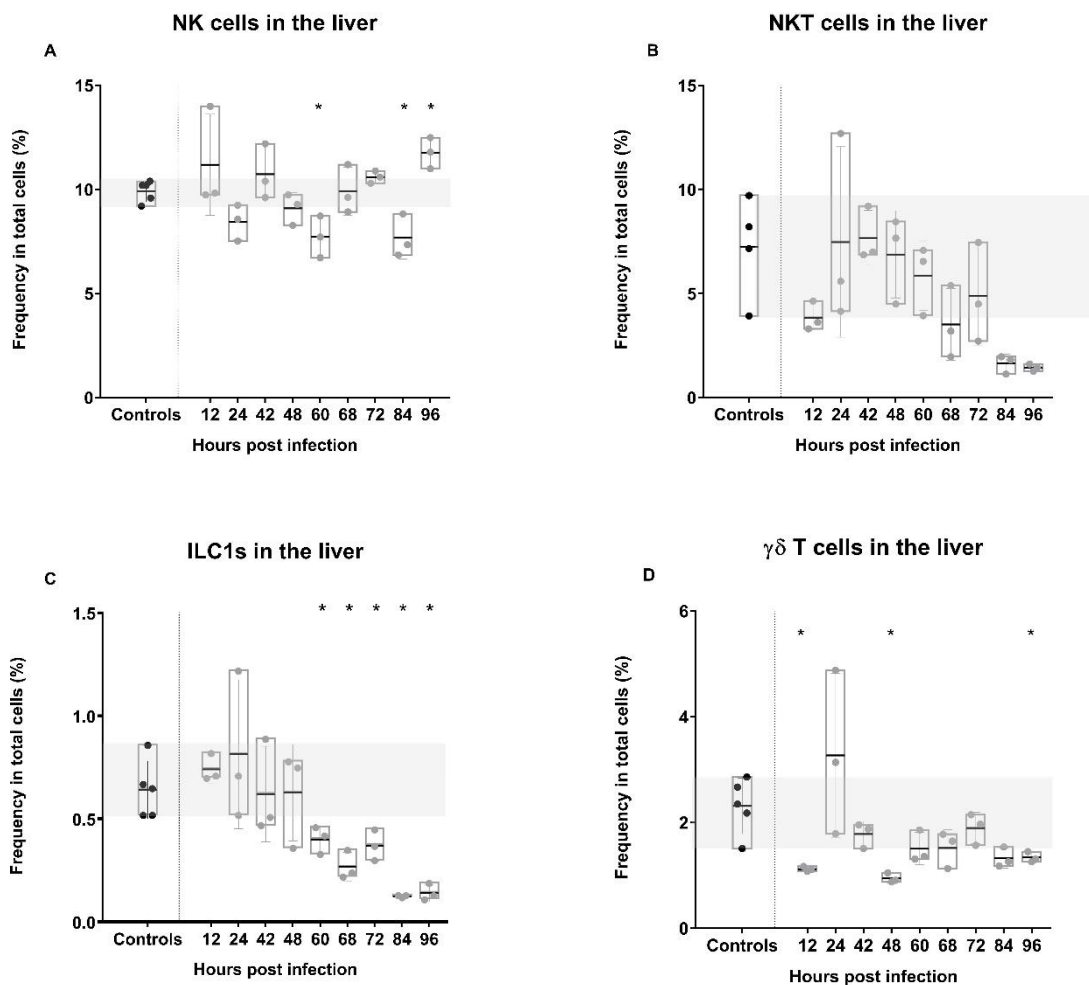 NK cells in the liver
A
Frequency in total cells (%)
15
10
5
0
* * *
Controls 12 24 42 48 60 68 72 84 96
Hours post infection
NKT cells in the liver
B
Frequency in total cells (%)
15
10
5
0
Controls 12 24 42 48 60 68 72 84 96
Hours post infection
ILC1s in the liver
C
Frequency in total cells (%)
1.5
1.0
0.5
0.0
* * * * *
Controls 12 24 42 48 60 68 72 84 96
Hours post infection
γδ T cells in the liver
D
Frequency in total cells (%)
6
4
2
0
* * *
Controls 12 24 42 48 60 68 72 84 96
Hours post infection